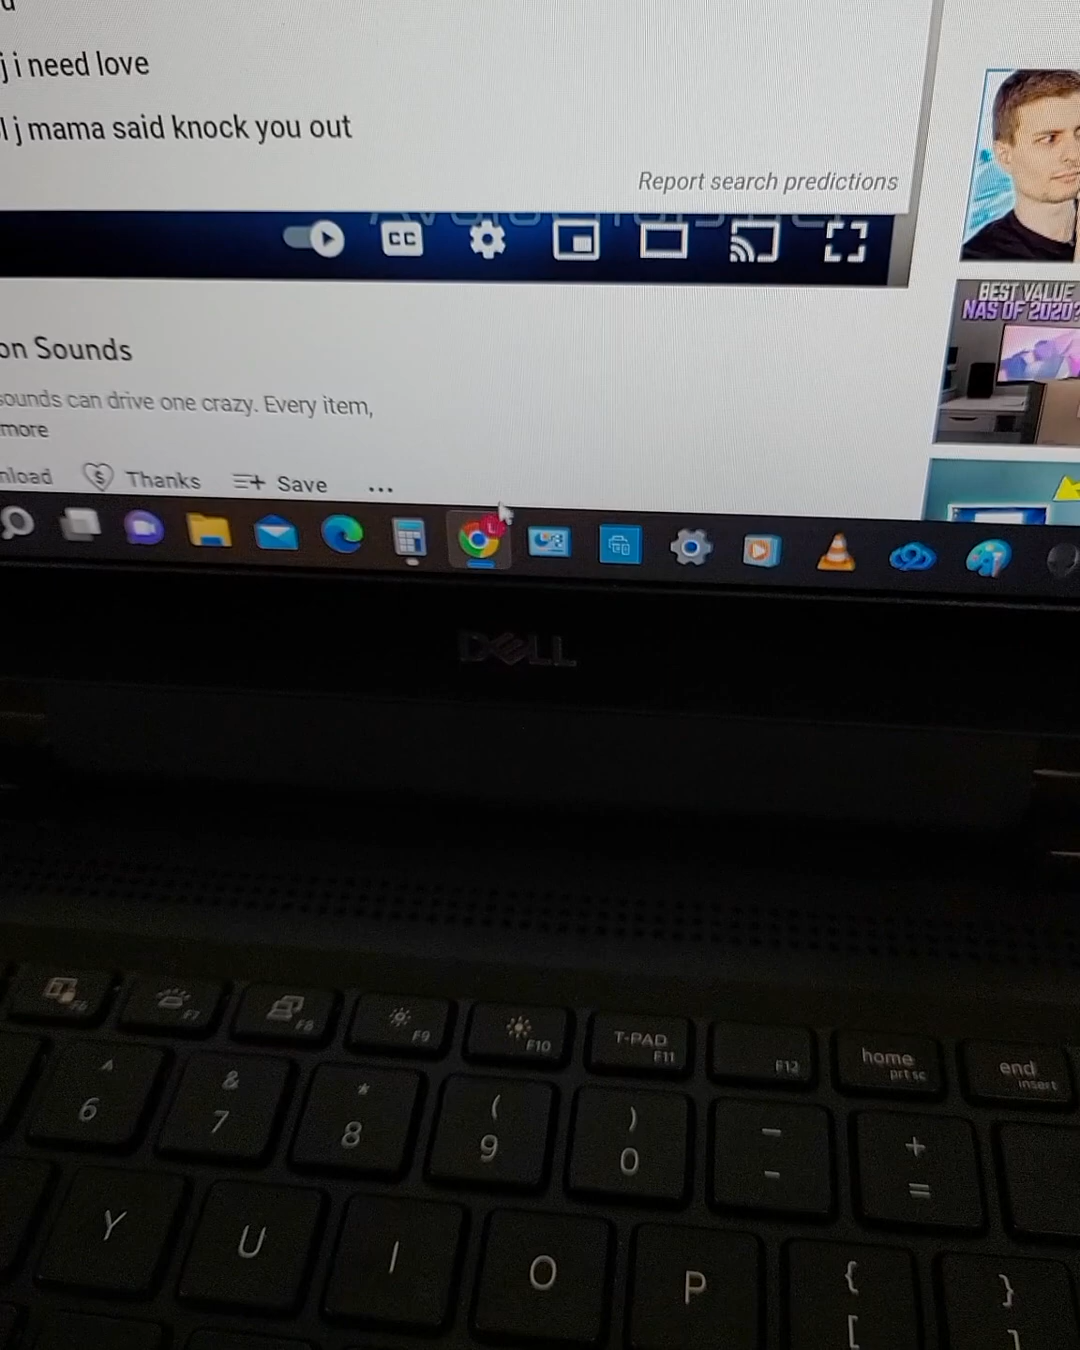 j i need love
l j mama said knock you out
Report search predictions
CC
BEST VALUE
NAS OF 2020?
on Sounds
sounds can drive one crazy. Every item,
more
nload
Thanks
Save
...
DELL
F6
F7
F8
F9
F10
T-PAD
F11
F12
home
prt sc
end
insert
^
6
&
7
*
8
(
9
)
0
_
-
+
=
Y
U
I
O
P
{
[
}
]